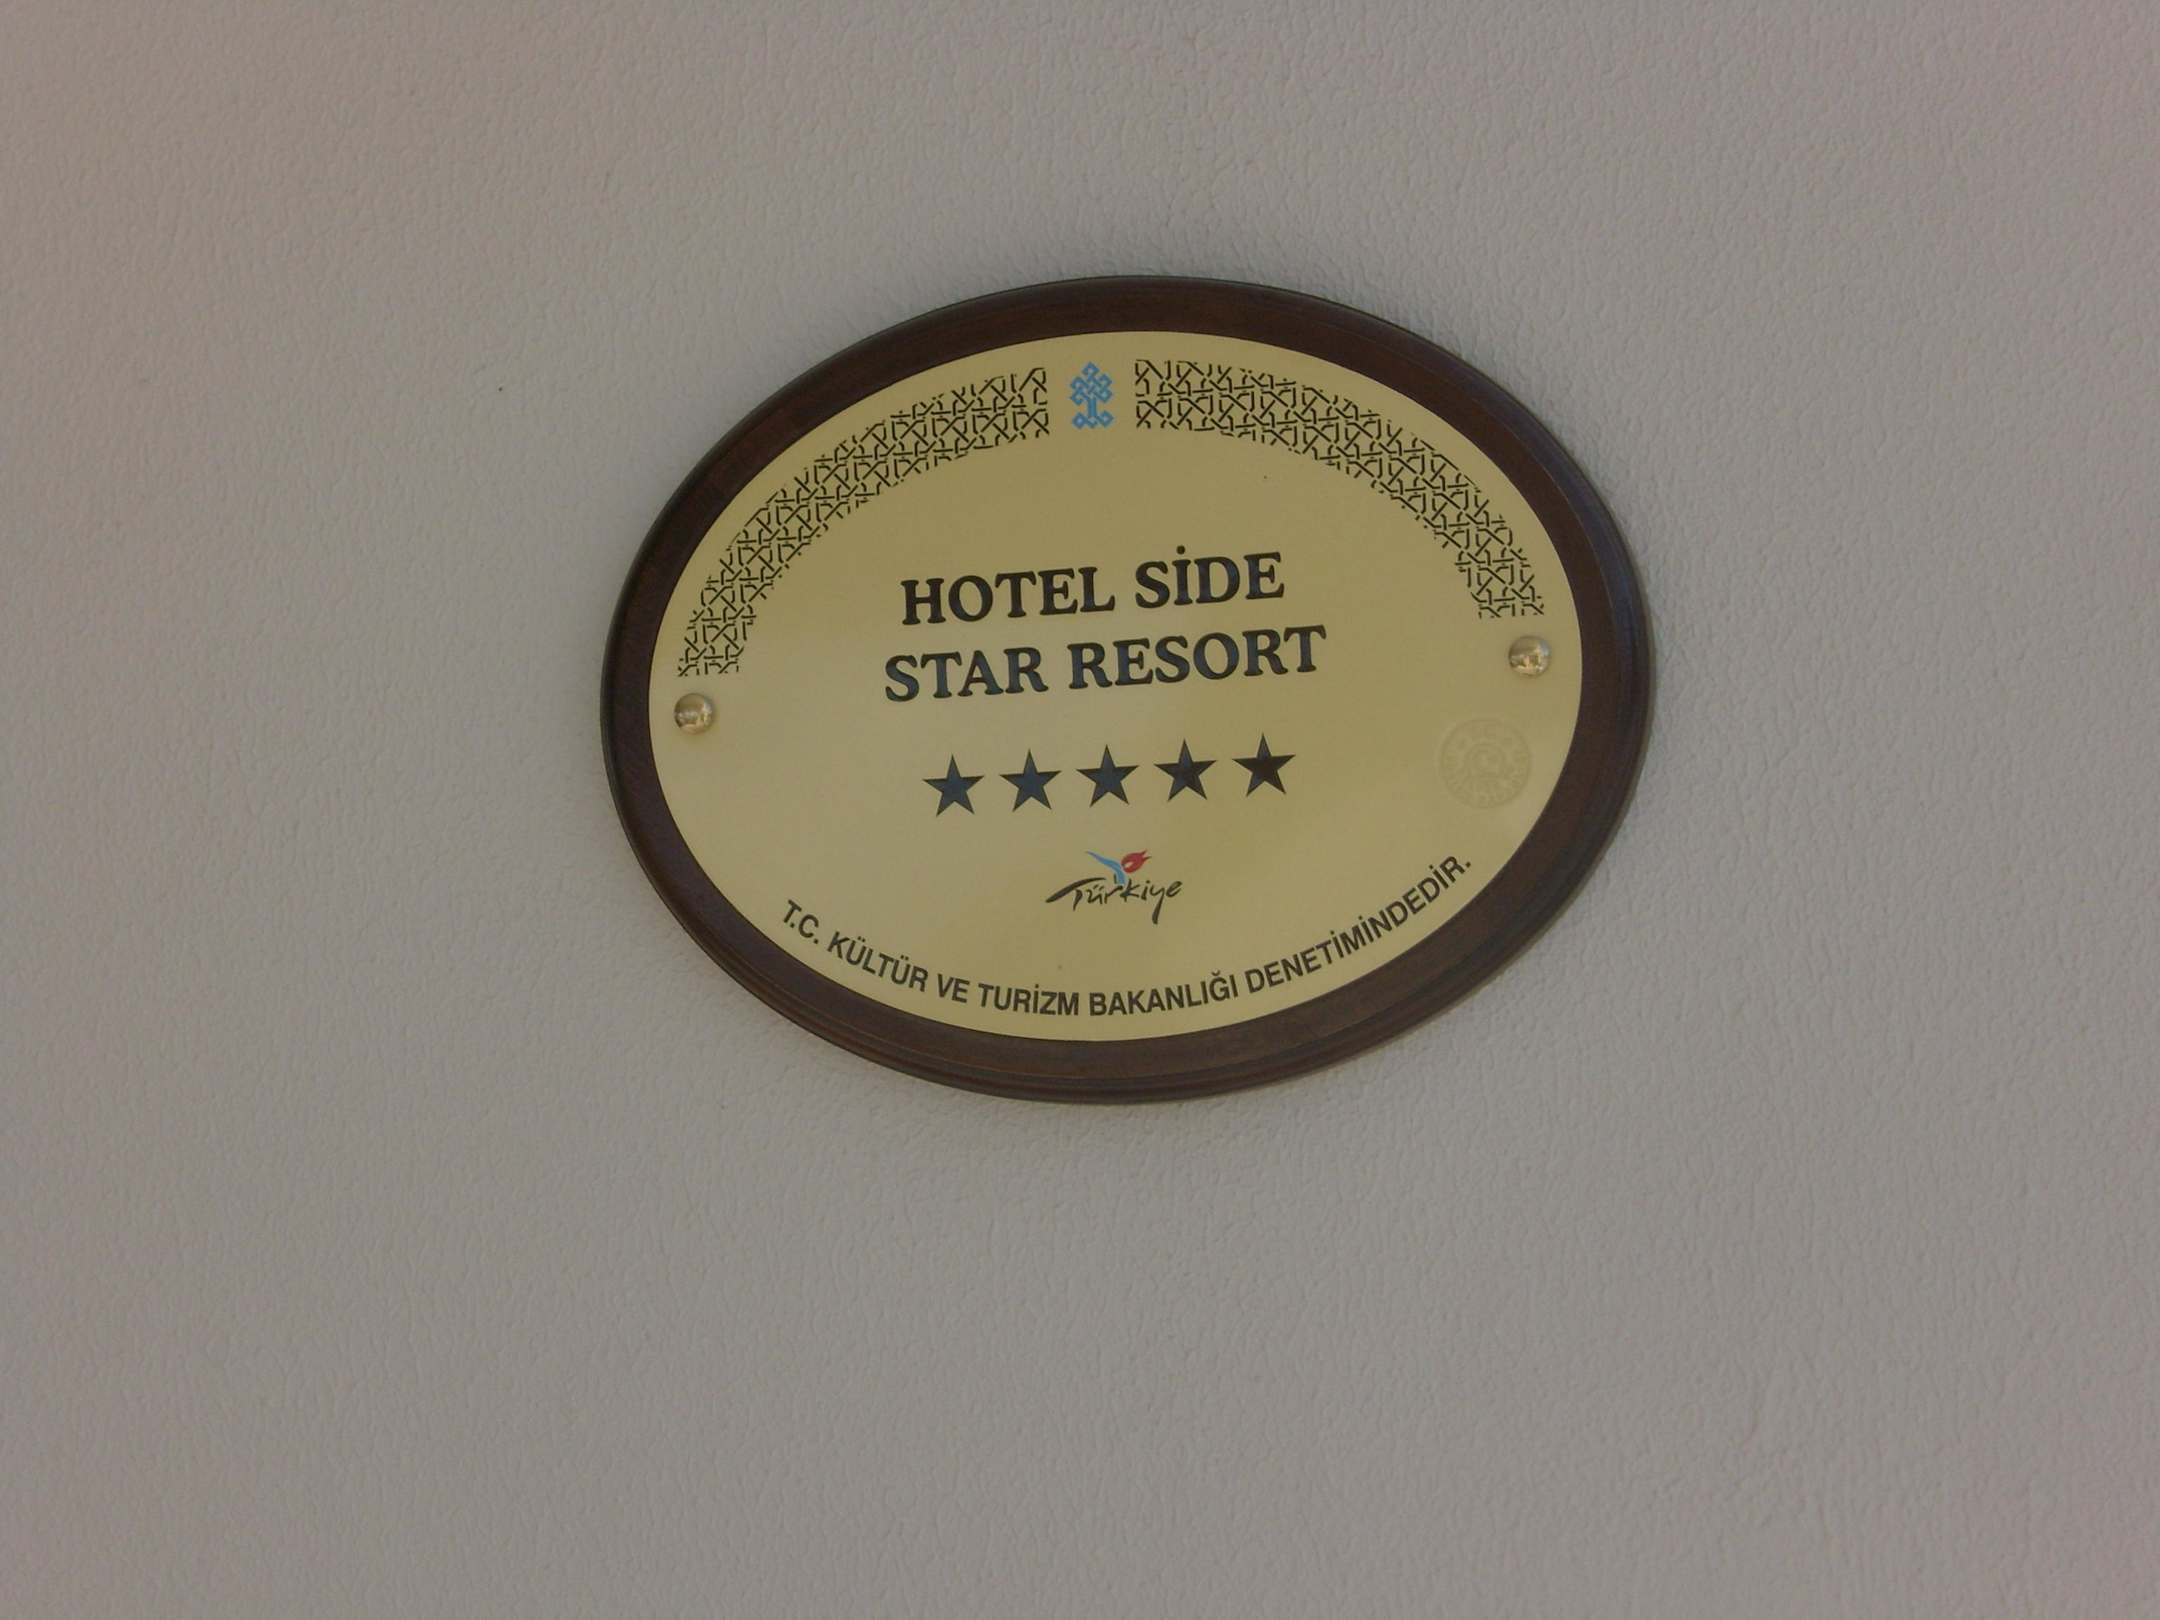 HOTEL SİDE
STAR RESORT
Türkiye
T.C. KÜLTÜR VE TURİZM BAKANLIĞI DENETİMİNDEDİR.